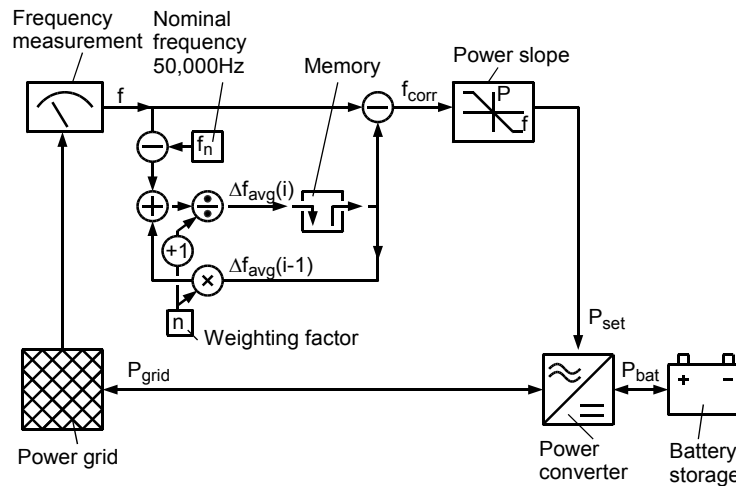 Frequency
measurement
Nominal
frequency
50,000Hz
Memory
Power slope
f
f_corr
P
f
− f_n −
+ ÷ Δf_avg(i)
+1
× Δf_avg(i-1)
n
Weighting factor
P_set
P_grid
P_bat
+ -
Power grid
Power
converter
Battery
storage